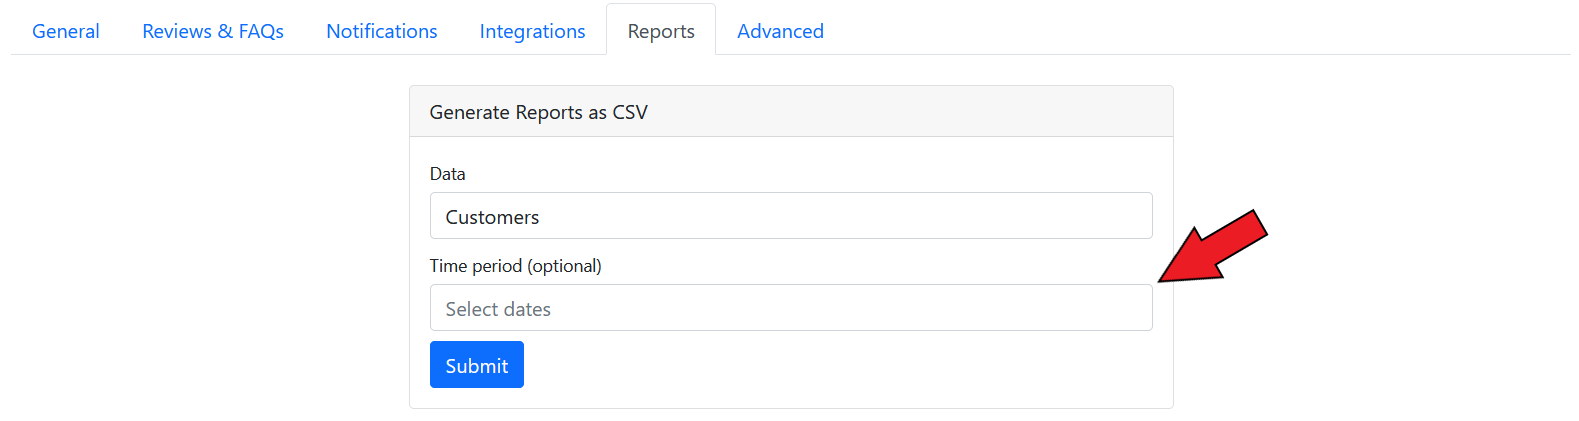 General Reviews & FAQs Notifications Integrations Reports Advanced
Generate Reports as CSV
Data
Customers
Time period (optional)
Select dates
Submit